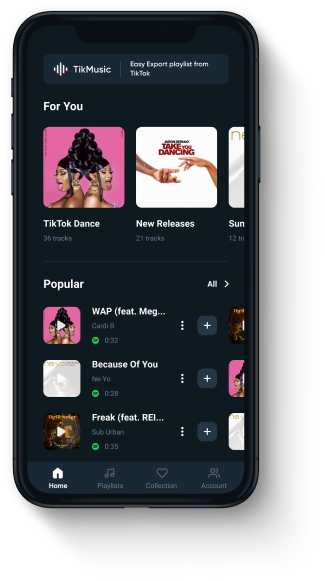 TikMusic
Easy Export playlist from
TikTok
For You
JASON DERULO
TAKE YOU
DANCING
TikTok Dance
New Releases
Sun
36 tracks
21 tracks
12 tr
Popular
All
WAP (feat. Meg...
Cardi B
0:32
Because Of You
Ne-Yo
0:28
Freak (feat. REI...
Sub Urban
0:35
Home
Playlists
Collection
Account